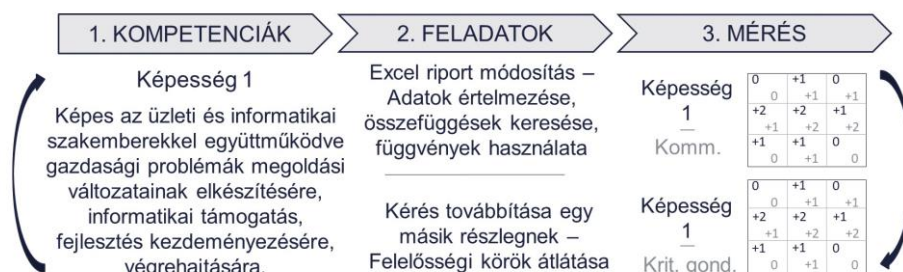 1. KOMPETENCIÁK
2. FELADATOK
3. MÉRÉS
Képesség 1
Képes az üzleti és informatikai
szakemberekkel együttműködve
gazdasági problémák megoldási
változatainak elkészítésére,
informatikai támogatás,
fejlesztés kezdeményezésére,
végrehajtására.
Excel riport módosítás –
Adatok értelmezése,
összefüggések keresése,
függvények használata
Kérés továbbítása egy
másik részlegnek –
Felelősségi körök átlátása
Képesség
1
Komm.
0 +1 0
0 +1 +1
+2 +2 +1
+1 +2 +2
+1 +1 0
0 +1 0
Képesség
1
Krit. gond.
0 +1 0
0 +1 +1
+2 +2 +1
+1 +2 +2
+1 +1 0
0 +1 0